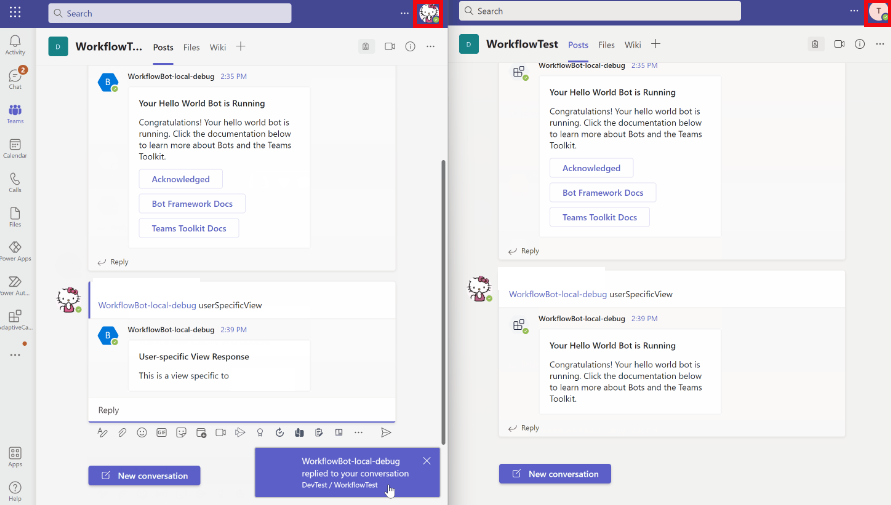 Search
Activity
2
Chat
Teams
Calendar
Calls
Files
Power Apps
Power Aut...
AdaptiveCa...
Apps
Help
D
WorkflowT...
Posts
Files
Wiki
B
WorkflowBot-local-debug 2:35 PM
Your Hello World Bot is Running
Congratulations! Your hello world bot is
running. Click the documentation below
to learn more about Bots and the Teams
Toolkit.
Acknowledged
Bot Framework Docs
Teams Toolkit Docs
Reply
WorkflowBot-local-debug userSpecificView
B
WorkflowBot-local-debug 2:39 PM
User-specific View Response
This is a view specific to
Reply
GIF
New conversation
WorkflowBot-local-debug
replied to your conversation
DevTest / WorkflowTest
Search
T
D
WorkflowTest
Posts
Files
Wiki
WorkflowBot-local-debug 2:35 PM
Your Hello World Bot is Running
Congratulations! Your hello world bot is
running. Click the documentation below
to learn more about Bots and the Teams
Toolkit.
Acknowledged
Bot Framework Docs
Teams Toolkit Docs
Reply
WorkflowBot-local-debug userSpecificView
WorkflowBot-local-debug 2:39 PM
Your Hello World Bot is Running
Congratulations! Your hello world bot is
running. Click the documentation below
to learn more about Bots and the Teams
Toolkit.
Reply
New conversation